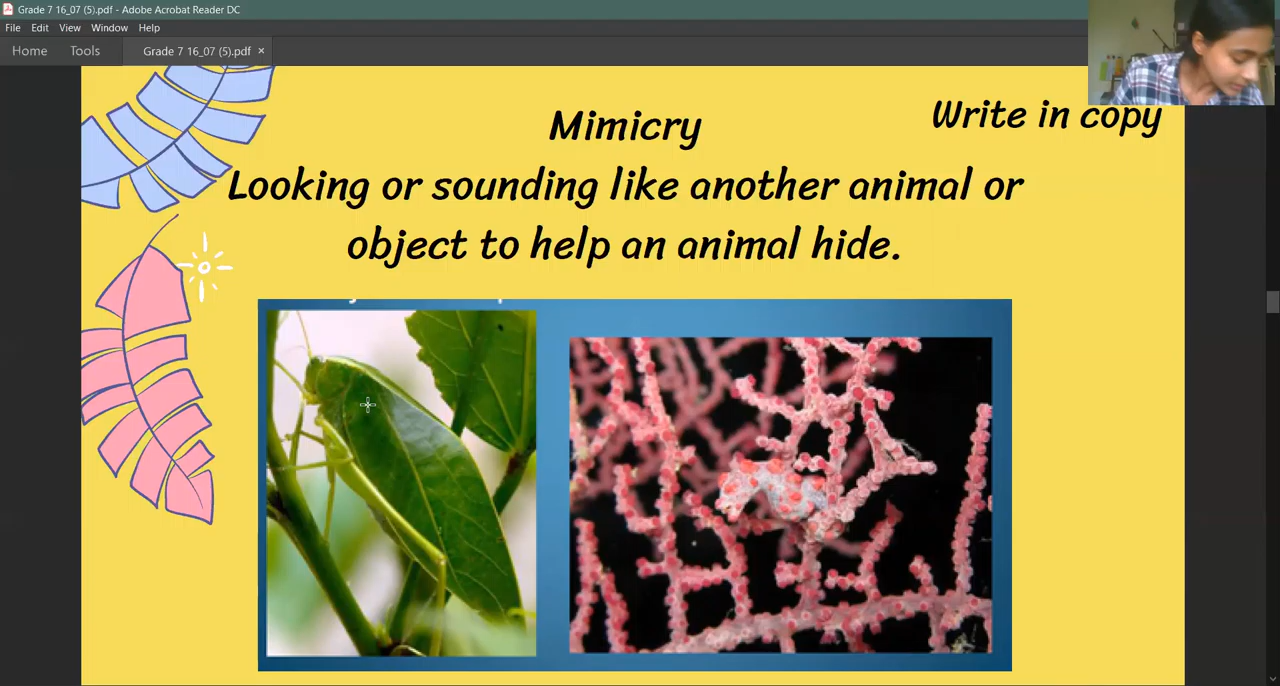 Grade 7 16_07 (5).pdf - Adobe Acrobat Reader DC
File Edit View Window Help
Home Tools Grade 7 16_07 (5).pdf ×
Write in copy
Mimicry
Looking or sounding like another animal or
object to help an animal hide.